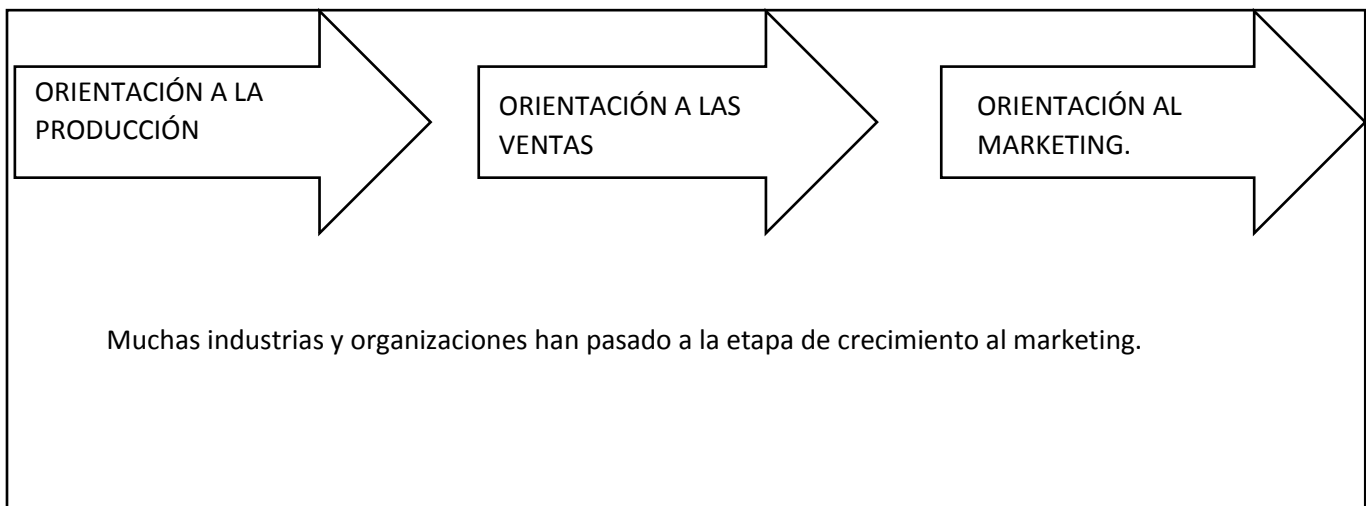 ORIENTACIÓN A LA
PRODUCCIÓN
ORIENTACIÓN A LAS
VENTAS
ORIENTACIÓN AL
MARKETING.
Muchas industrias y organizaciones han pasado a la etapa de crecimiento al marketing.